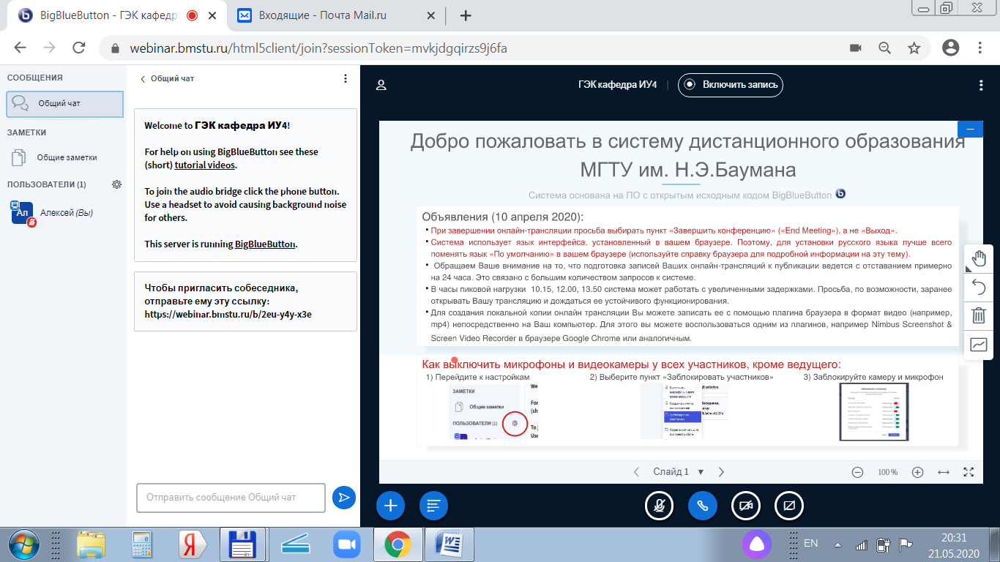 BigBlueButton - ГЭК кафедра
Входящие - Почта Mail.ru
webinar.bmstu.ru/html5client/join?sessionToken=mvkjdgqirzs9j6fa
СООБЩЕНИЯ
Общий чат
ЗАМЕТКИ
Общие заметки
ПОЛЬЗОВАТЕЛИ (1)
Ал
Алексей (Вы)
Общий чат
Welcome to ГЭК кафедра ИУ4!
For help on using BigBlueButton see these
(short) tutorial videos.
To join the audio bridge click the phone button.
Use a headset to avoid causing background noise
for others.
This server is running BigBlueButton.
Чтобы пригласить собеседника,
отправьте ему эту ссылку:
https://webinar.bmstu.ru/b/2eu-y4y-x3e
Отправить сообщение Общий чат
ГЭК кафедра ИУ4
Включить запись
Добро пожаловать в систему дистанционного образования
МГТУ им. Н.Э.Баумана
Система основана на ПО с открытым исходным кодом BigBlueButton
Объявления (10 апреля 2020):
• При завершении онлайн-трансляции просьба выбирать пункт «Завершить конференцию» («End Meeting»), а не «Выход».
• Система использует язык интерфейса, установленный в вашем браузере. Поэтому, для установки русского языка лучше всего
поменять язык «По умолчанию» в вашем браузере (используйте справку браузера для подробной информации на эту тему).
• Обращаем Ваше внимание на то, что подготовка записей Ваших онлайн-трансляций к публикации ведется с отставанием примерно
на 24 часа. Это связано с большим количеством запросов к системе.
• В часы пиковой нагрузки 10.15, 12.00, 13.50 система может работать с увеличенными задержками. Просьба, по возможности, заранее
открывать Вашу трансляцию и дождаться ее устойчивого функционирования.
• Для создания локальной копии онлайн трансляции Вы можете записать ее с помощью плагина браузера в формат видео (например,
mp4) непосредственно на Ваш компьютер. Для этого вы можете воспользоваться одним из плагинов, например Nimbus Screenshot &
Screen Video Recorder в браузере Google Chrome или аналогичным.
Как выключить микрофоны и видеокамеры у всех участников, кроме ведущего:
1) Перейдите к настройкам
2) Выберите пункт «Заблокировать участников»
3) Заблокируйте камеру и микрофон
ЗАМЕТКИ
Общие заметки
ПОЛЬЗОВАТЕЛИ (1)
We
For
(sh
To
Use
Заблокировать
участников
Слайд 1
100 %
EN
20:31
21.05.2020